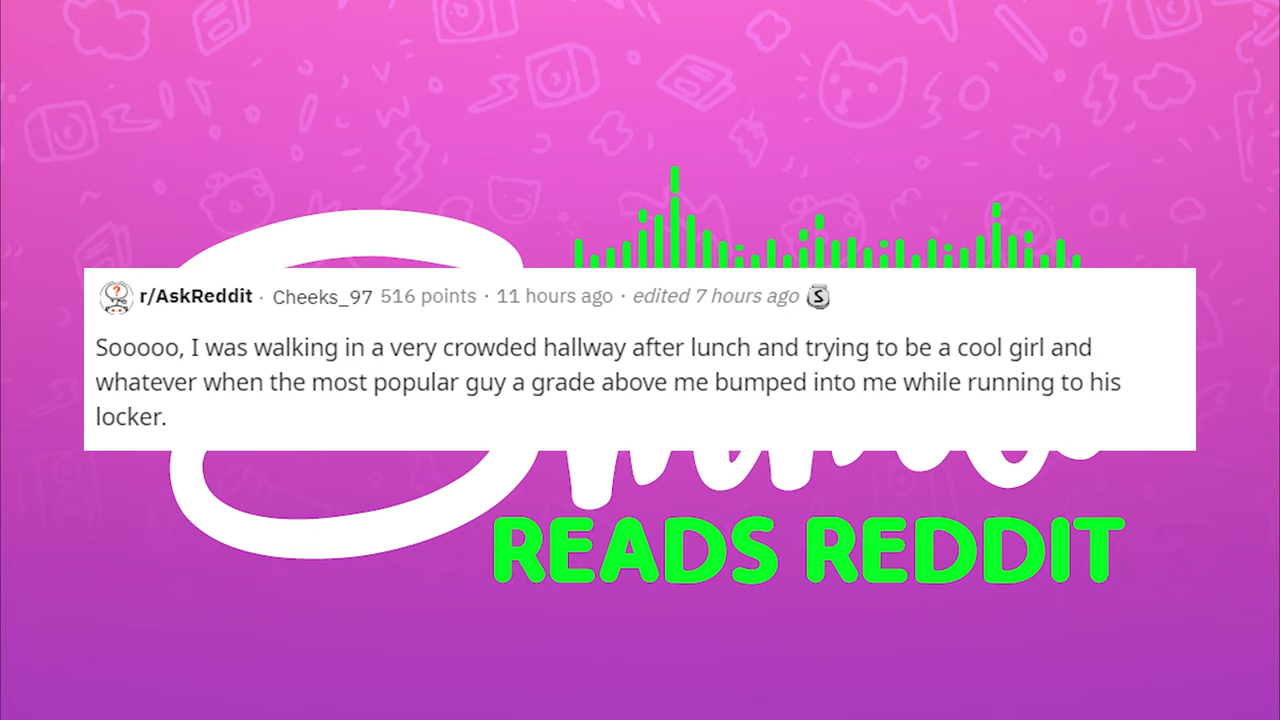 r/AskReddit · Cheeks_97 516 points · 11 hours ago · edited 7 hours ago S
Sooooo, I was walking in a very crowded hallway after lunch and trying to be a cool girl and
whatever when the most popular guy a grade above me bumped into me while running to his
locker.
READS REDDIT